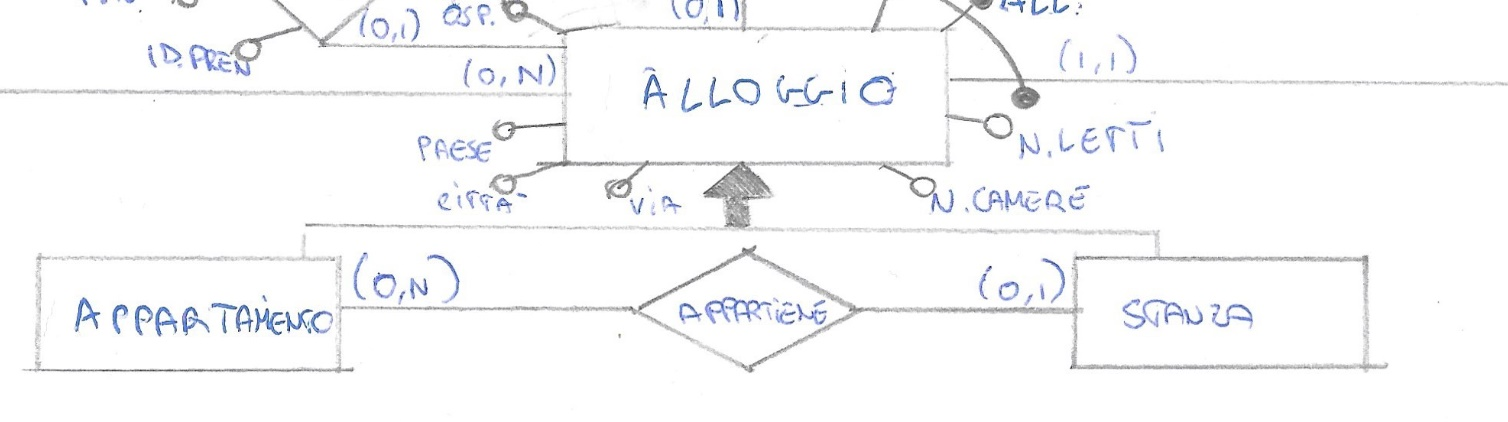 (0,1) OSP. (0,1) ALL.
ID.PREN (0,N) ALLOGGIO (1,1)
PAESE N.LETTI
CITTÀ VIA N.CAMERE
(0,N) (0,1)
APPARTAMENTO APPARTIENE STANZA